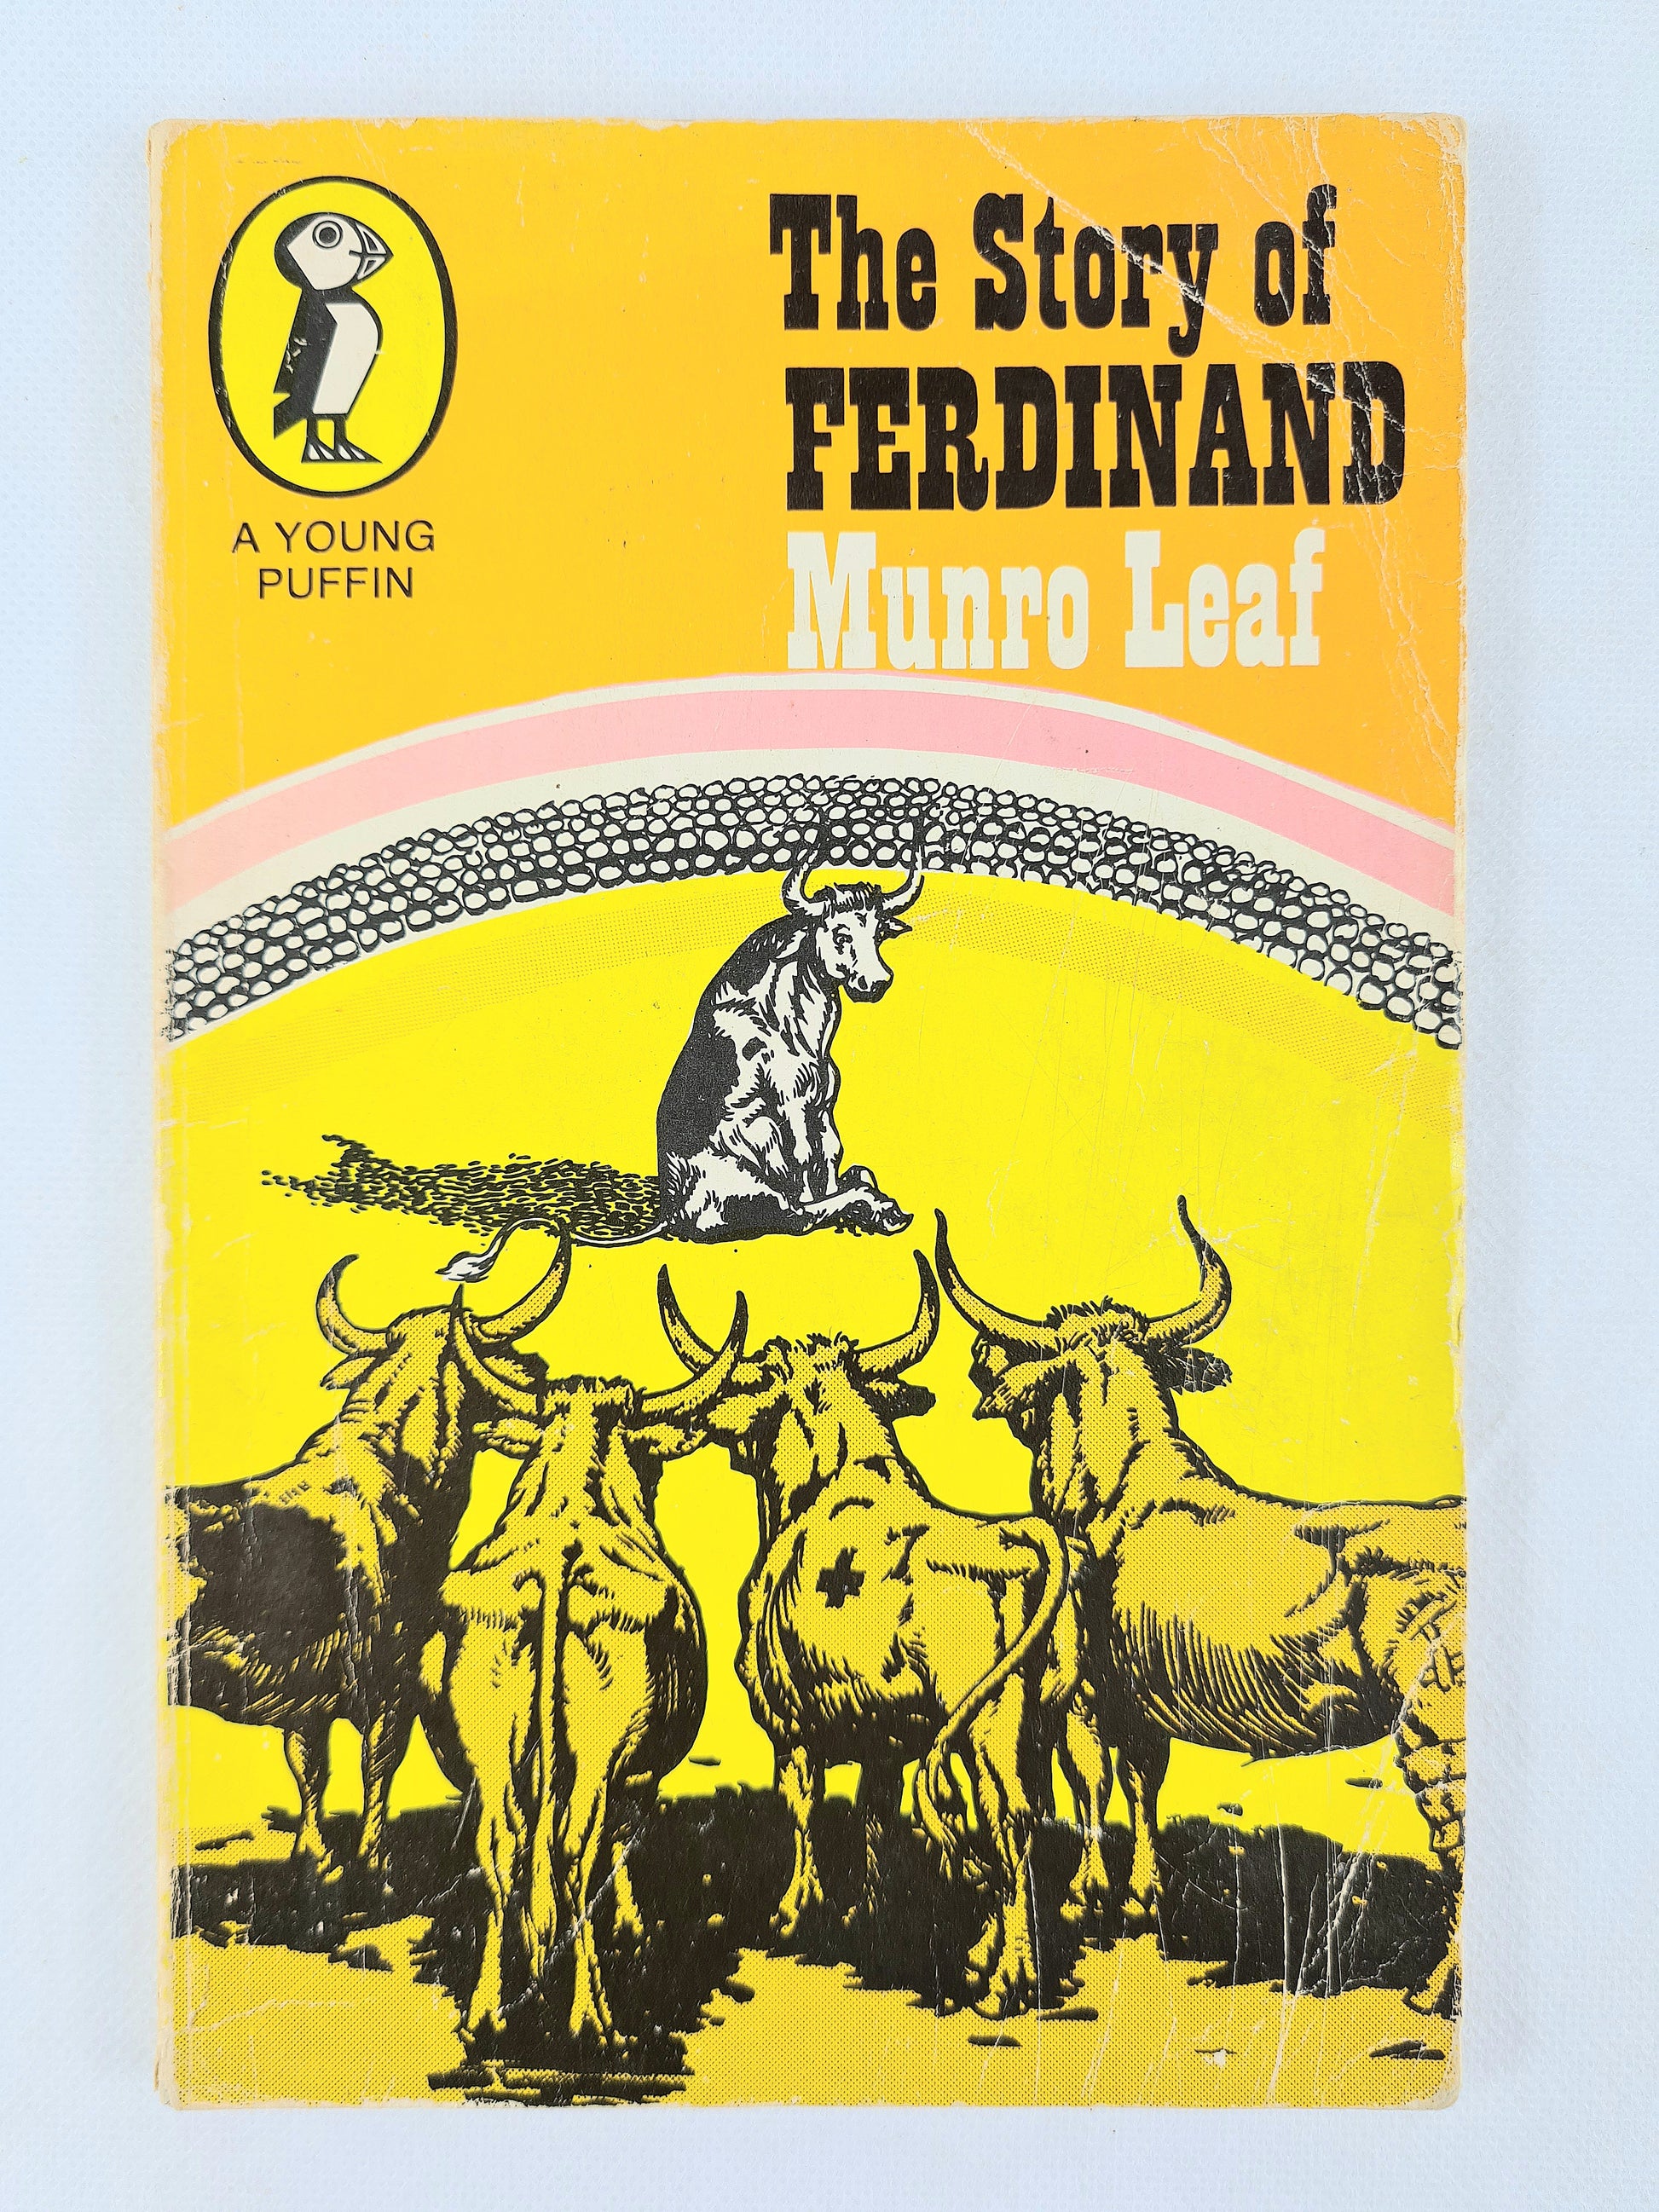 The Story of
FERDINAND
Munro Leaf
A YOUNG
PUFFIN